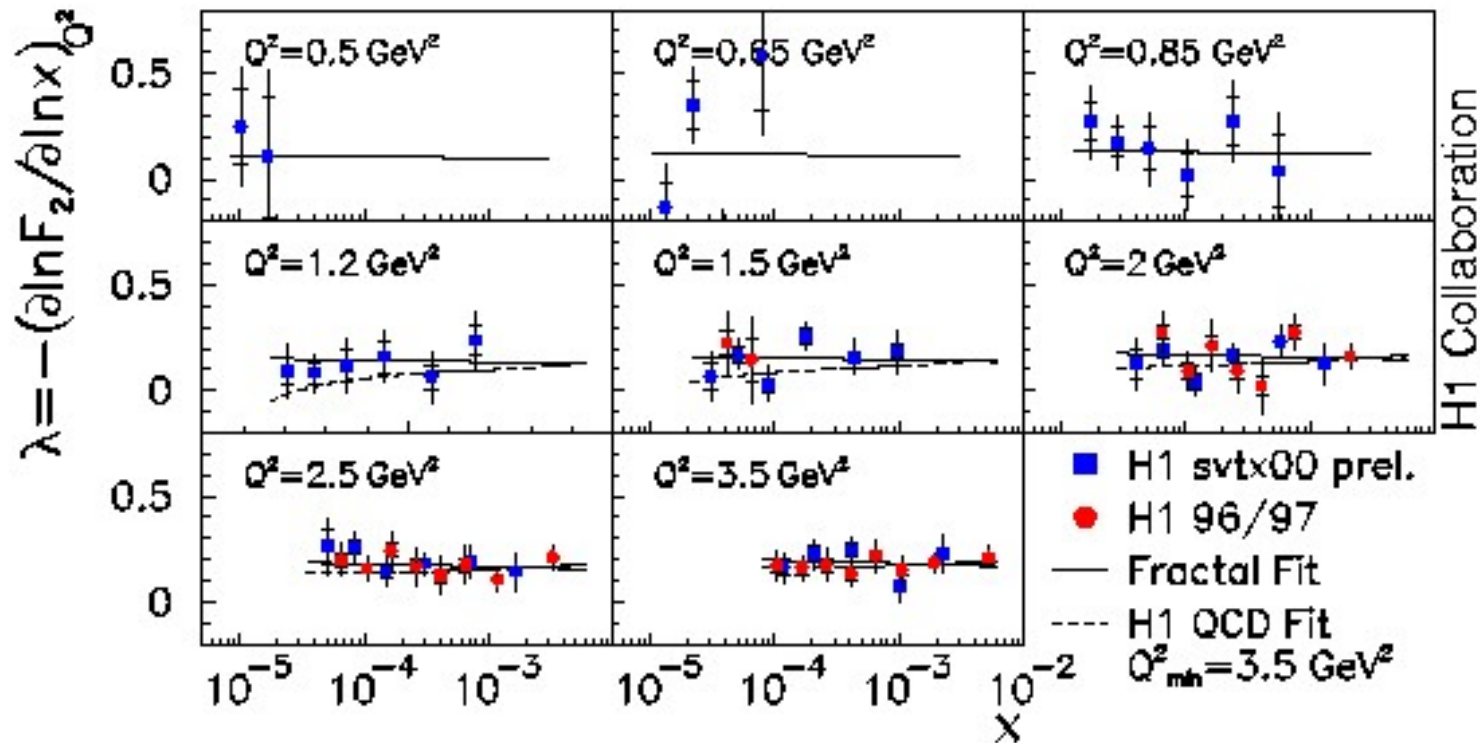 λ=-(∂lnF₂/∂lnx)_Q²
Q²=0.5 GeV²
Q²=0.65 GeV²
Q²=0.85 GeV²
0.5
0
Q²=1.2 GeV²
Q²=1.5 GeV²
Q²=2 GeV²
0.5
0
Q²=2.5 GeV²
Q²=3.5 GeV²
0.5
0
H1 svtx00 prel.
H1 96/97
Fractal Fit
H1 QCD Fit
Q²min=3.5 GeV²
10⁻⁵ 10⁻⁴ 10⁻³ 10⁻⁵ 10⁻⁴ 10⁻³ 10⁻²
x
H1 Collaboration